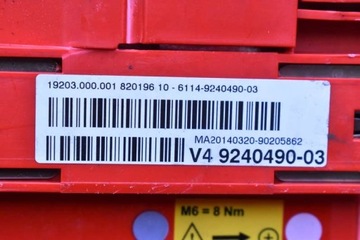 19203.000.001 820196 10 - 6114-9240490-03
MA20140320-90205862
V4 9240490-03
M6 = 8 Nm